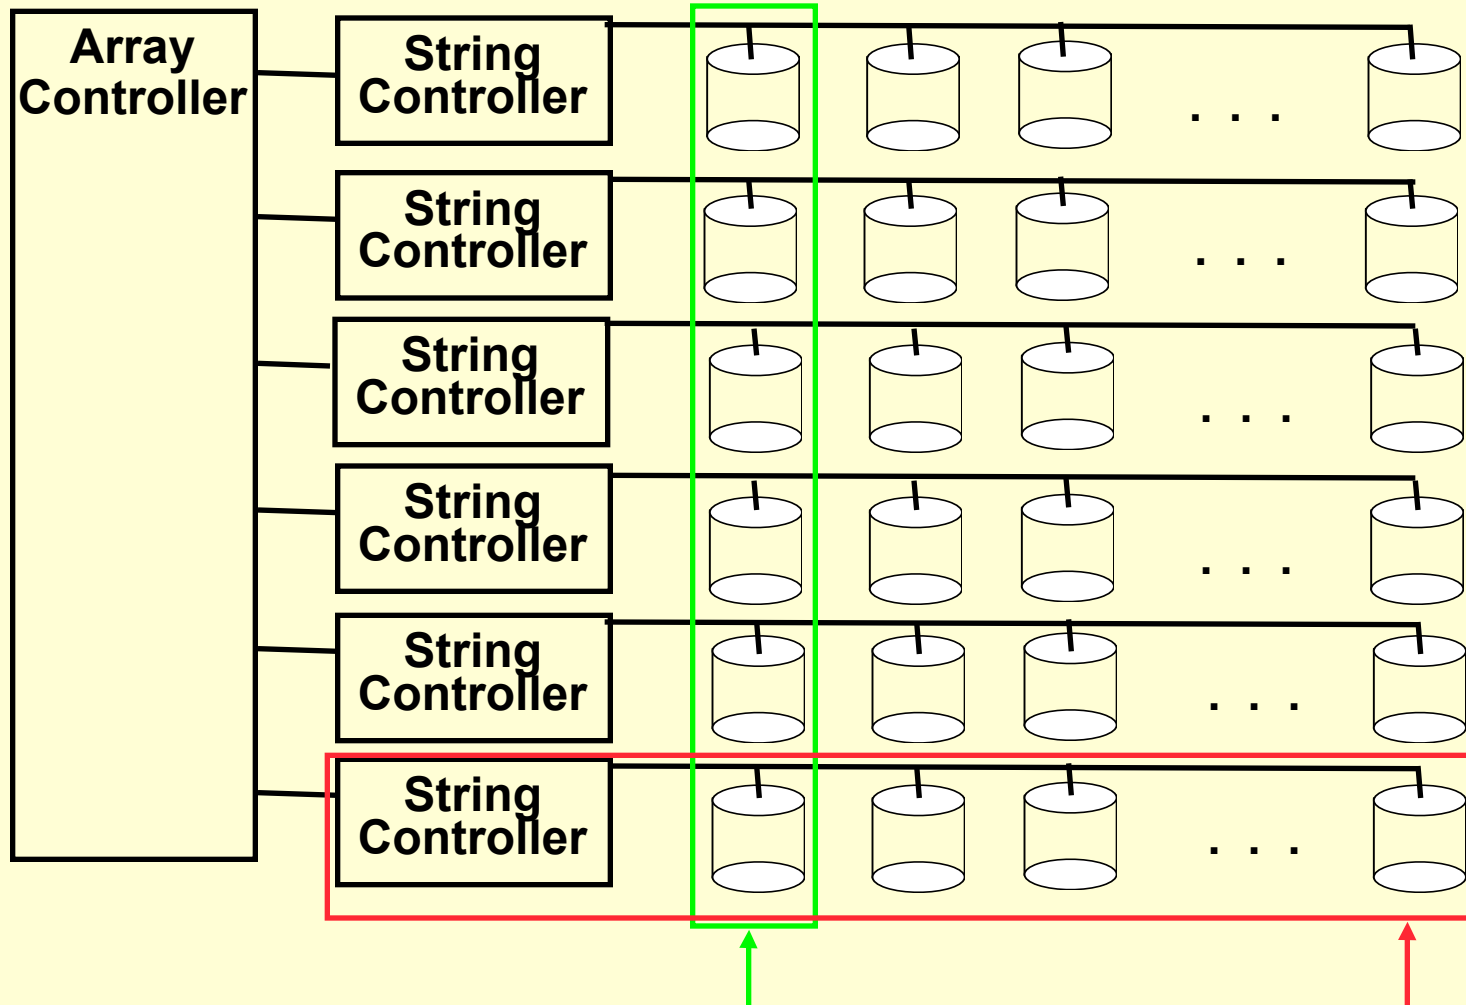 Array
Controller
String
Controller
. . .
String
Controller
. . .
String
Controller
. . .
String
Controller
. . .
String
Controller
. . .
String
Controller
. . .